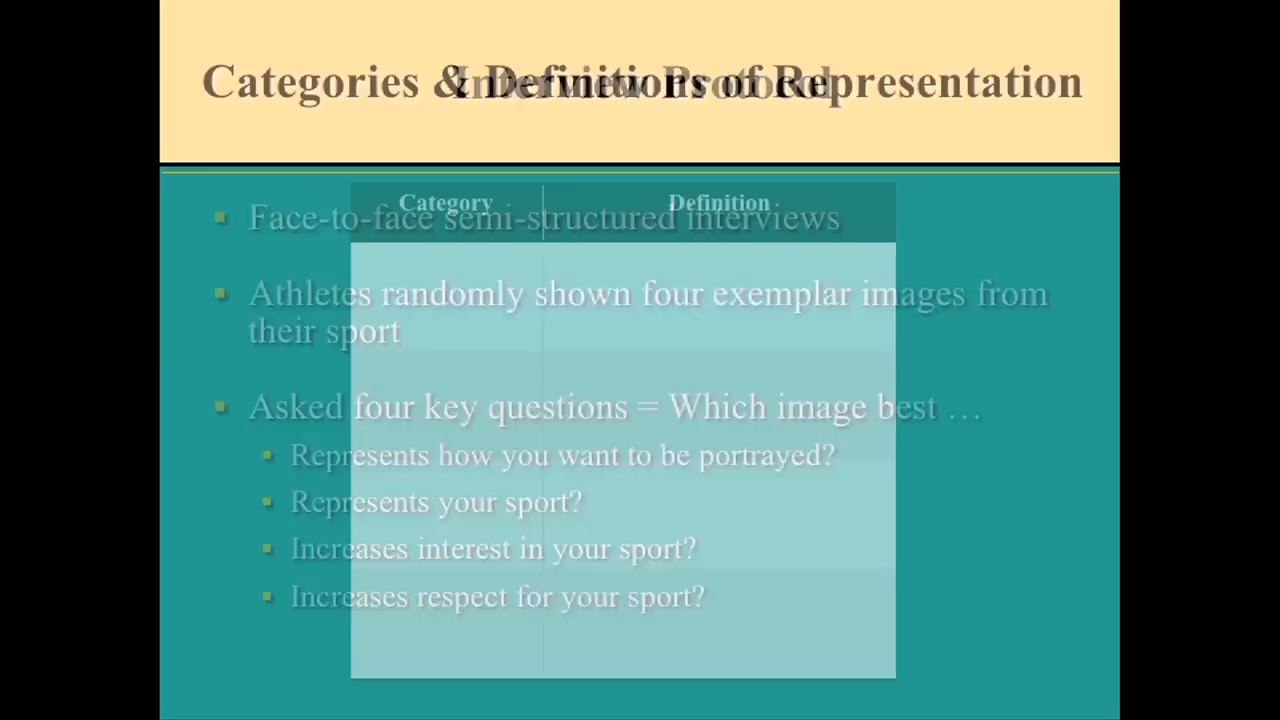 Categories & Definitions of Representation
Interview Protocol
Category
Definition
▪ Face-to-face semi-structured interviews
▪ Athletes randomly shown four exemplar images from
their sport
▪ Asked four key questions = Which image best …
▪ Represents how you want to be portrayed?
▪ Represents your sport?
▪ Increases interest in your sport?
▪ Increases respect for your sport?